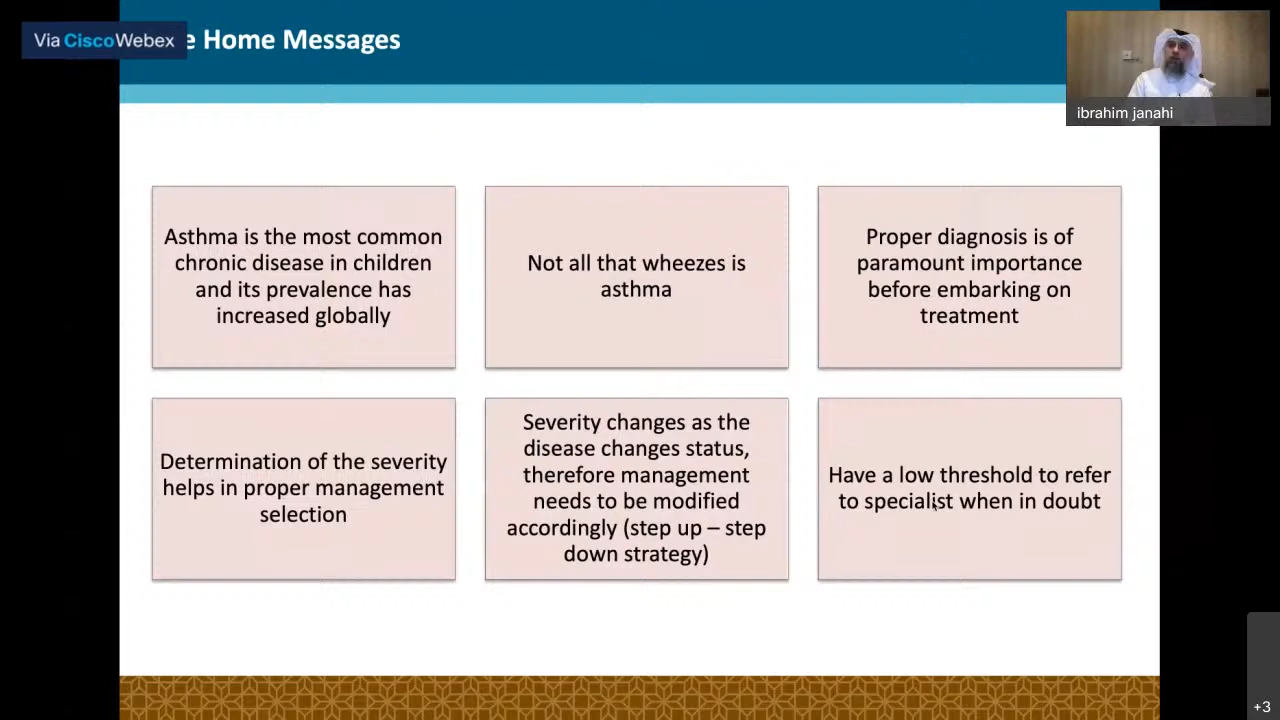 Via CiscoWebex
e Home Messages
ibrahim janahi
Asthma is the most common
chronic disease in children
and its prevalence has
increased globally
Not all that wheezes is
asthma
Proper diagnosis is of
paramount importance
before embarking on
treatment
Determination of the severity
helps in proper management
selection
Severity changes as the
disease changes status,
therefore management
needs to be modified
accordingly (step up – step
down strategy)
Have a low threshold to refer
to specialist when in doubt
+3